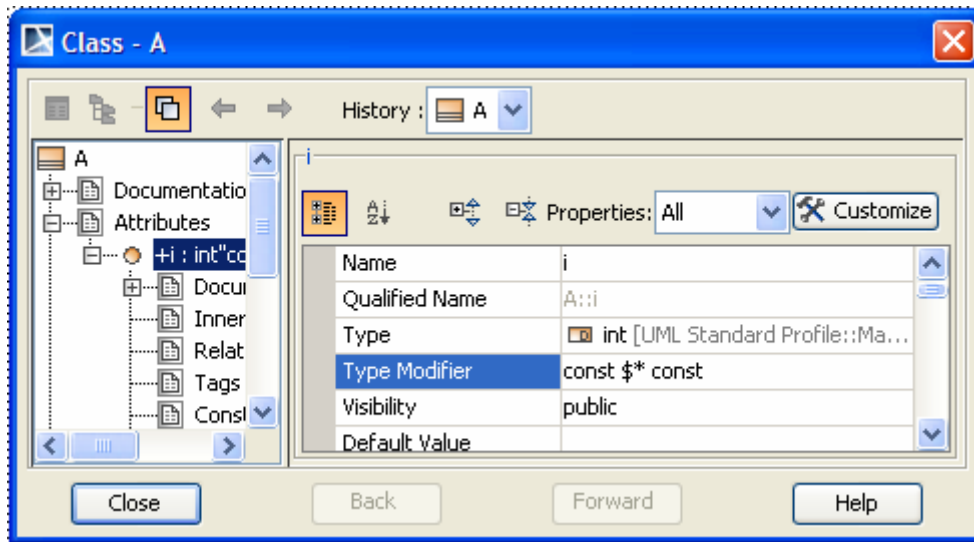 Class - A
History : A
A
Documentatio
Attributes
+i : int"co
Docu
Inner
Relat
Tags
Const
i
Properties: All
Customize
Name i
Qualified Name A::i
Type int [UML Standard Profile::Ma...
Type Modifier const $* const
Visibility public
Default Value
Close Back Forward Help